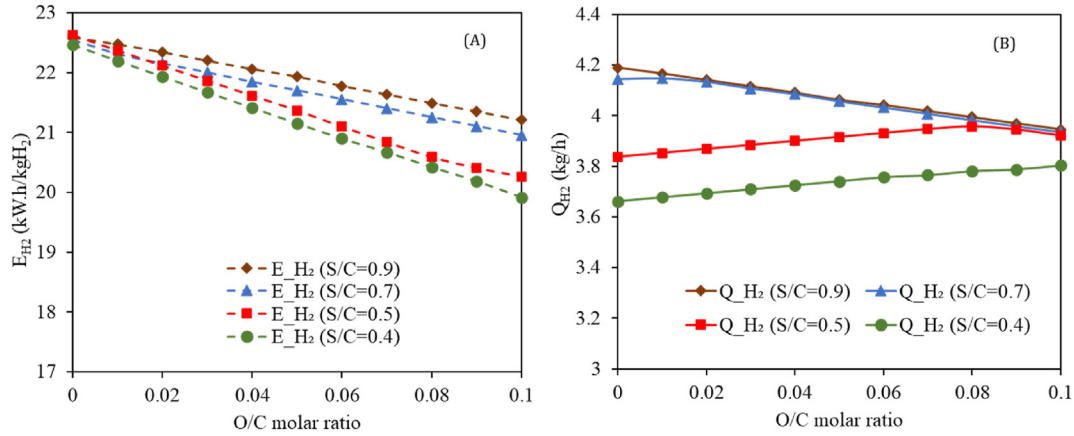 (A)
23
22
21
20
19
18
17
E_H₂ (kW.h/kgH₂)
E_H₂ (S/C=0.9)
E_H₂ (S/C=0.7)
E_H₂ (S/C=0.5)
E_H₂ (S/C=0.4)
0 0.02 0.04 0.06 0.08 0.1
O/C molar ratio
(B)
4.4
4.2
4
3.8
3.6
3.4
3.2
3
Q_H2 (kg/h)
Q_H₂ (S/C=0.9) Q_H₂ (S/C=0.7)
Q_H₂ (S/C=0.5) Q_H₂ (S/C=0.4)
0 0.02 0.04 0.06 0.08 0.1
O/C molar ratio